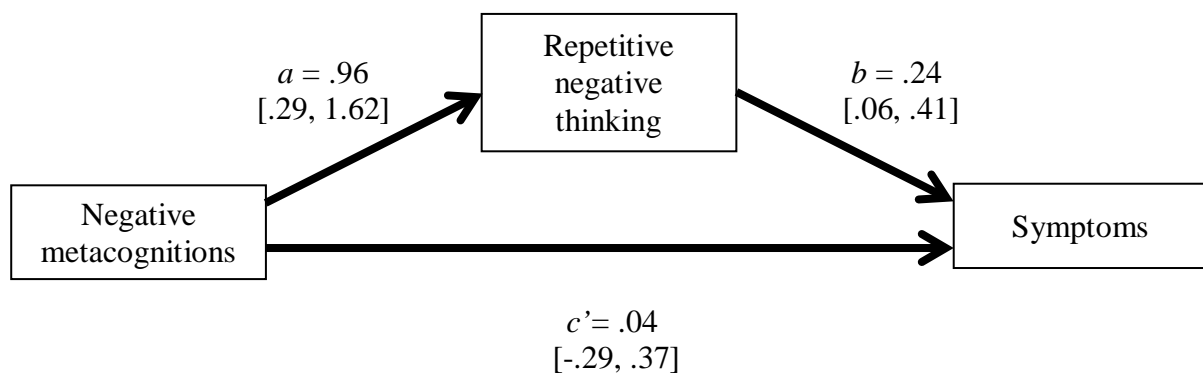 Repetitive
negative
thinking
a = .96
[.29, 1.62]
b = .24
[.06, .41]
Negative
metacognitions
Symptoms
c’= .04
[-.29, .37]